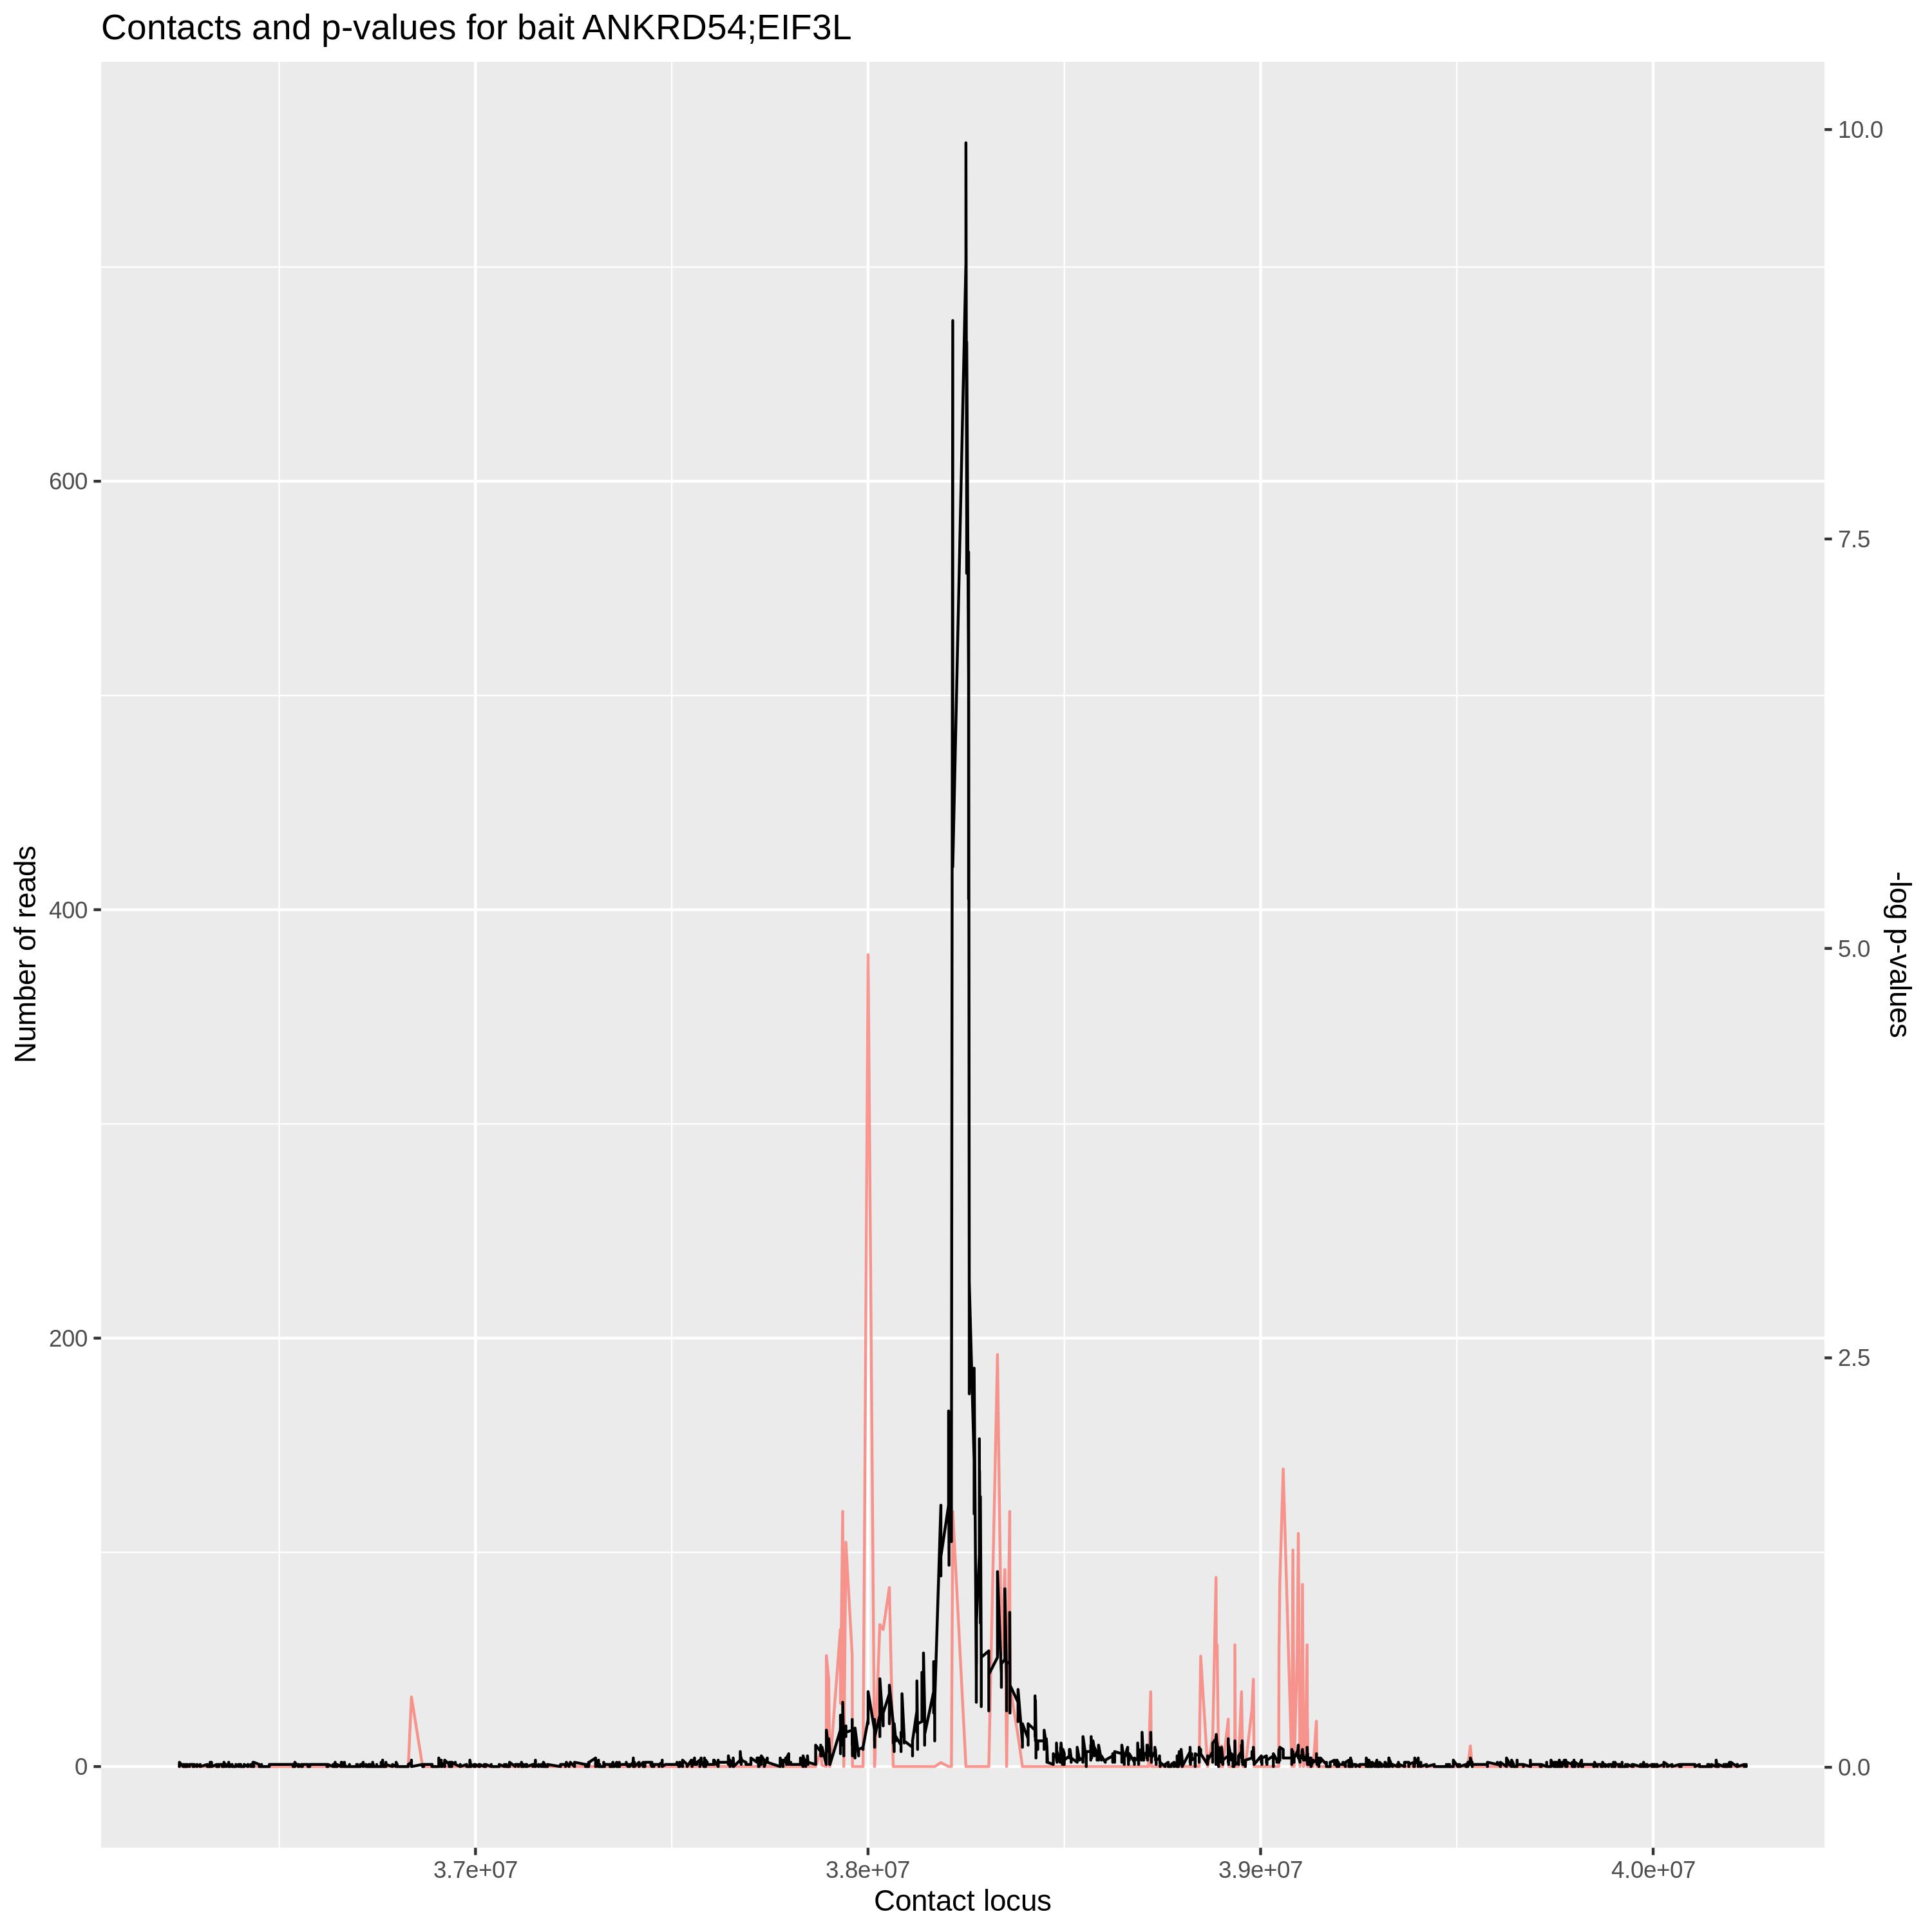 Contacts and p-values for bait ANKRD54;EIF3L
10.0
600
7.5
Number of reads
400
5.0
-log p-values
200
2.5
0
0.0
3.7e+07
3.8e+07
3.9e+07
4.0e+07
Contact locus